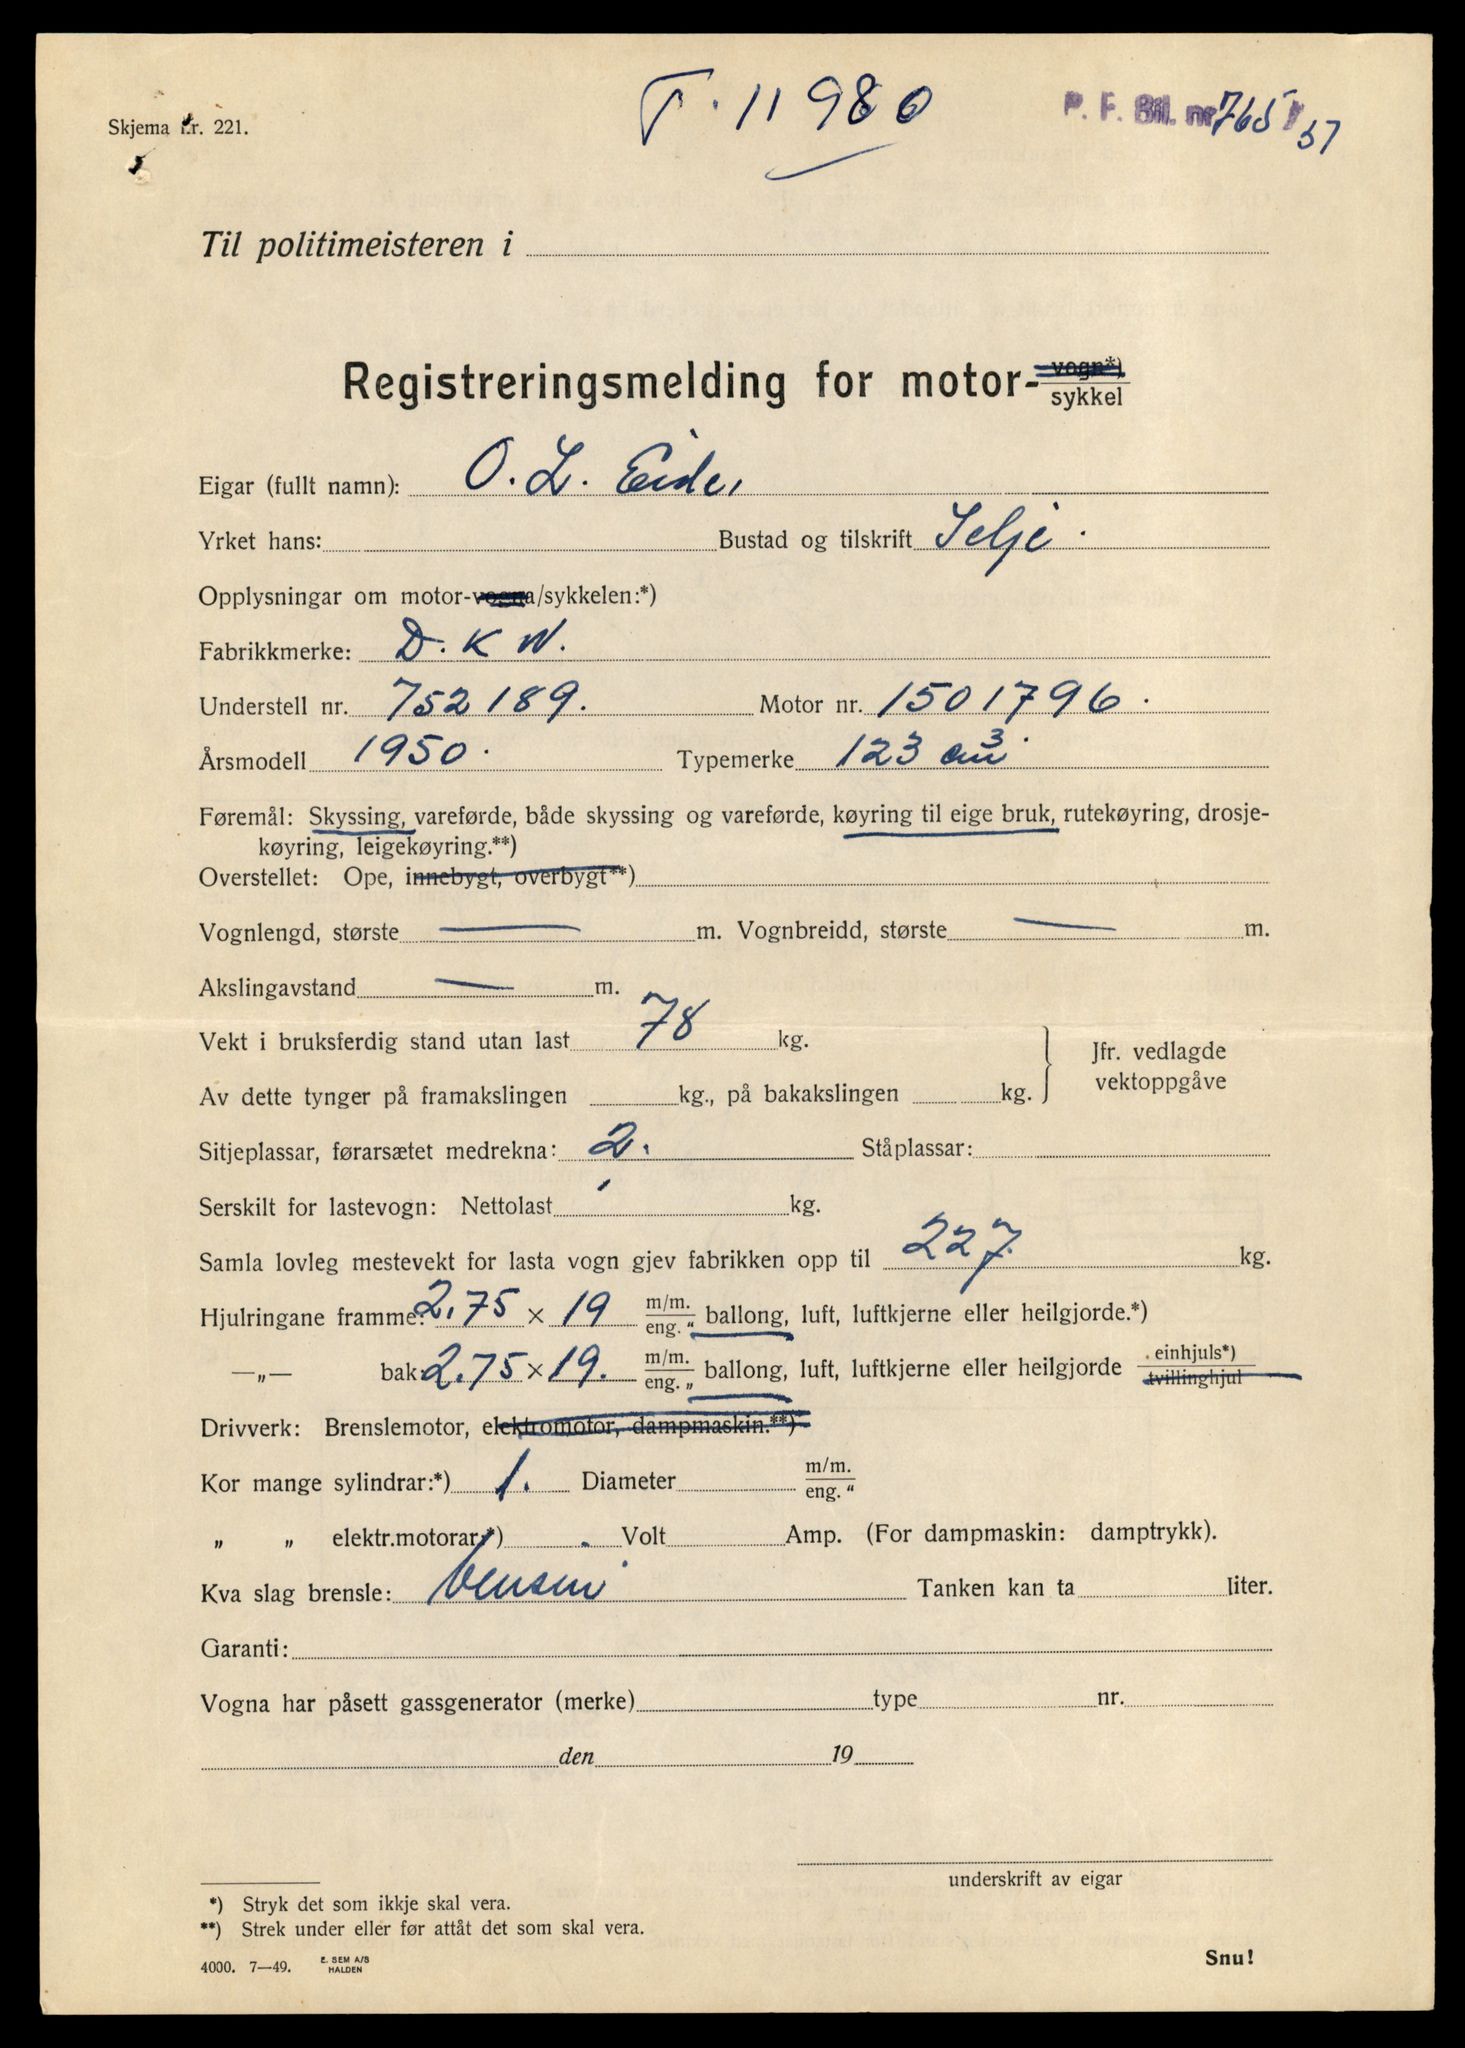 T. 11980
P. F. Bil. nr 765/51
Skjema nr. 221.
Til politimeisteren i
Registreringsmelding for motor-vogn*)/sykkel
Eigar (fullt namn): O. L. Eide,
Yrket hans: Bustad og tilskrift Selje.
Opplysningar om motor-vogna/sykkelen:*)
Fabrikkmerke: D. K W.
Understell nr. 752189. Motor nr. 1501796.
Årsmodell 1950. Typemerke 123 cm³.
Føremål: Skyssing, vareførde, både skyssing og vareførde, køyring til eige bruk, rutekøyring, drosje-
køyring, leigekøyring.**)
Overstellet: Ope, innebygt, overbygt**)
Vognlengd, største — m. Vognbreidd, største — m.
Akslingavstand — m.
Vekt i bruksferdig stand utan last 78 kg.
Jfr. vedlagde
vektoppgåve
Av dette tynger på framakslingen kg., på bakakslingen kg.
Sitjeplassar, førarsætet medrekna: 2. Ståplassar:
Serskilt for lastevogn: Nettolast kg.
Samla lovleg mestevekt for lasta vogn gjev fabrikken opp til 227. kg.
Hjulringane framme: 2.75 × 19 m/m./eng." ballong, luft, luftkjerne eller heilgjorde.*)
—„— bak: 2.75 × 19. m/m./eng.„ ballong, luft, luftkjerne eller heilgjorde einhjuls*)/tvillinghjul
Drivverk: Brenslemotor, elektromotor, dampmaskin.**)
Kor mange sylindrar:*) 1. Diameter m/m./eng."
„ „ elektr.motorar:*) Volt Amp. (For dampmaskin: damptrykk).
Kva slag brensle: bensin Tanken kan ta liter.
Garanti:
Vogna har påsett gassgenerator (merke) type nr.
den 19
underskrift av eigar
*) Stryk det som ikkje skal vera.
**) Strek under eller før attåt det som skal vera.
4000. 7—49. E. SEM A/S
HALDEN
Snu!